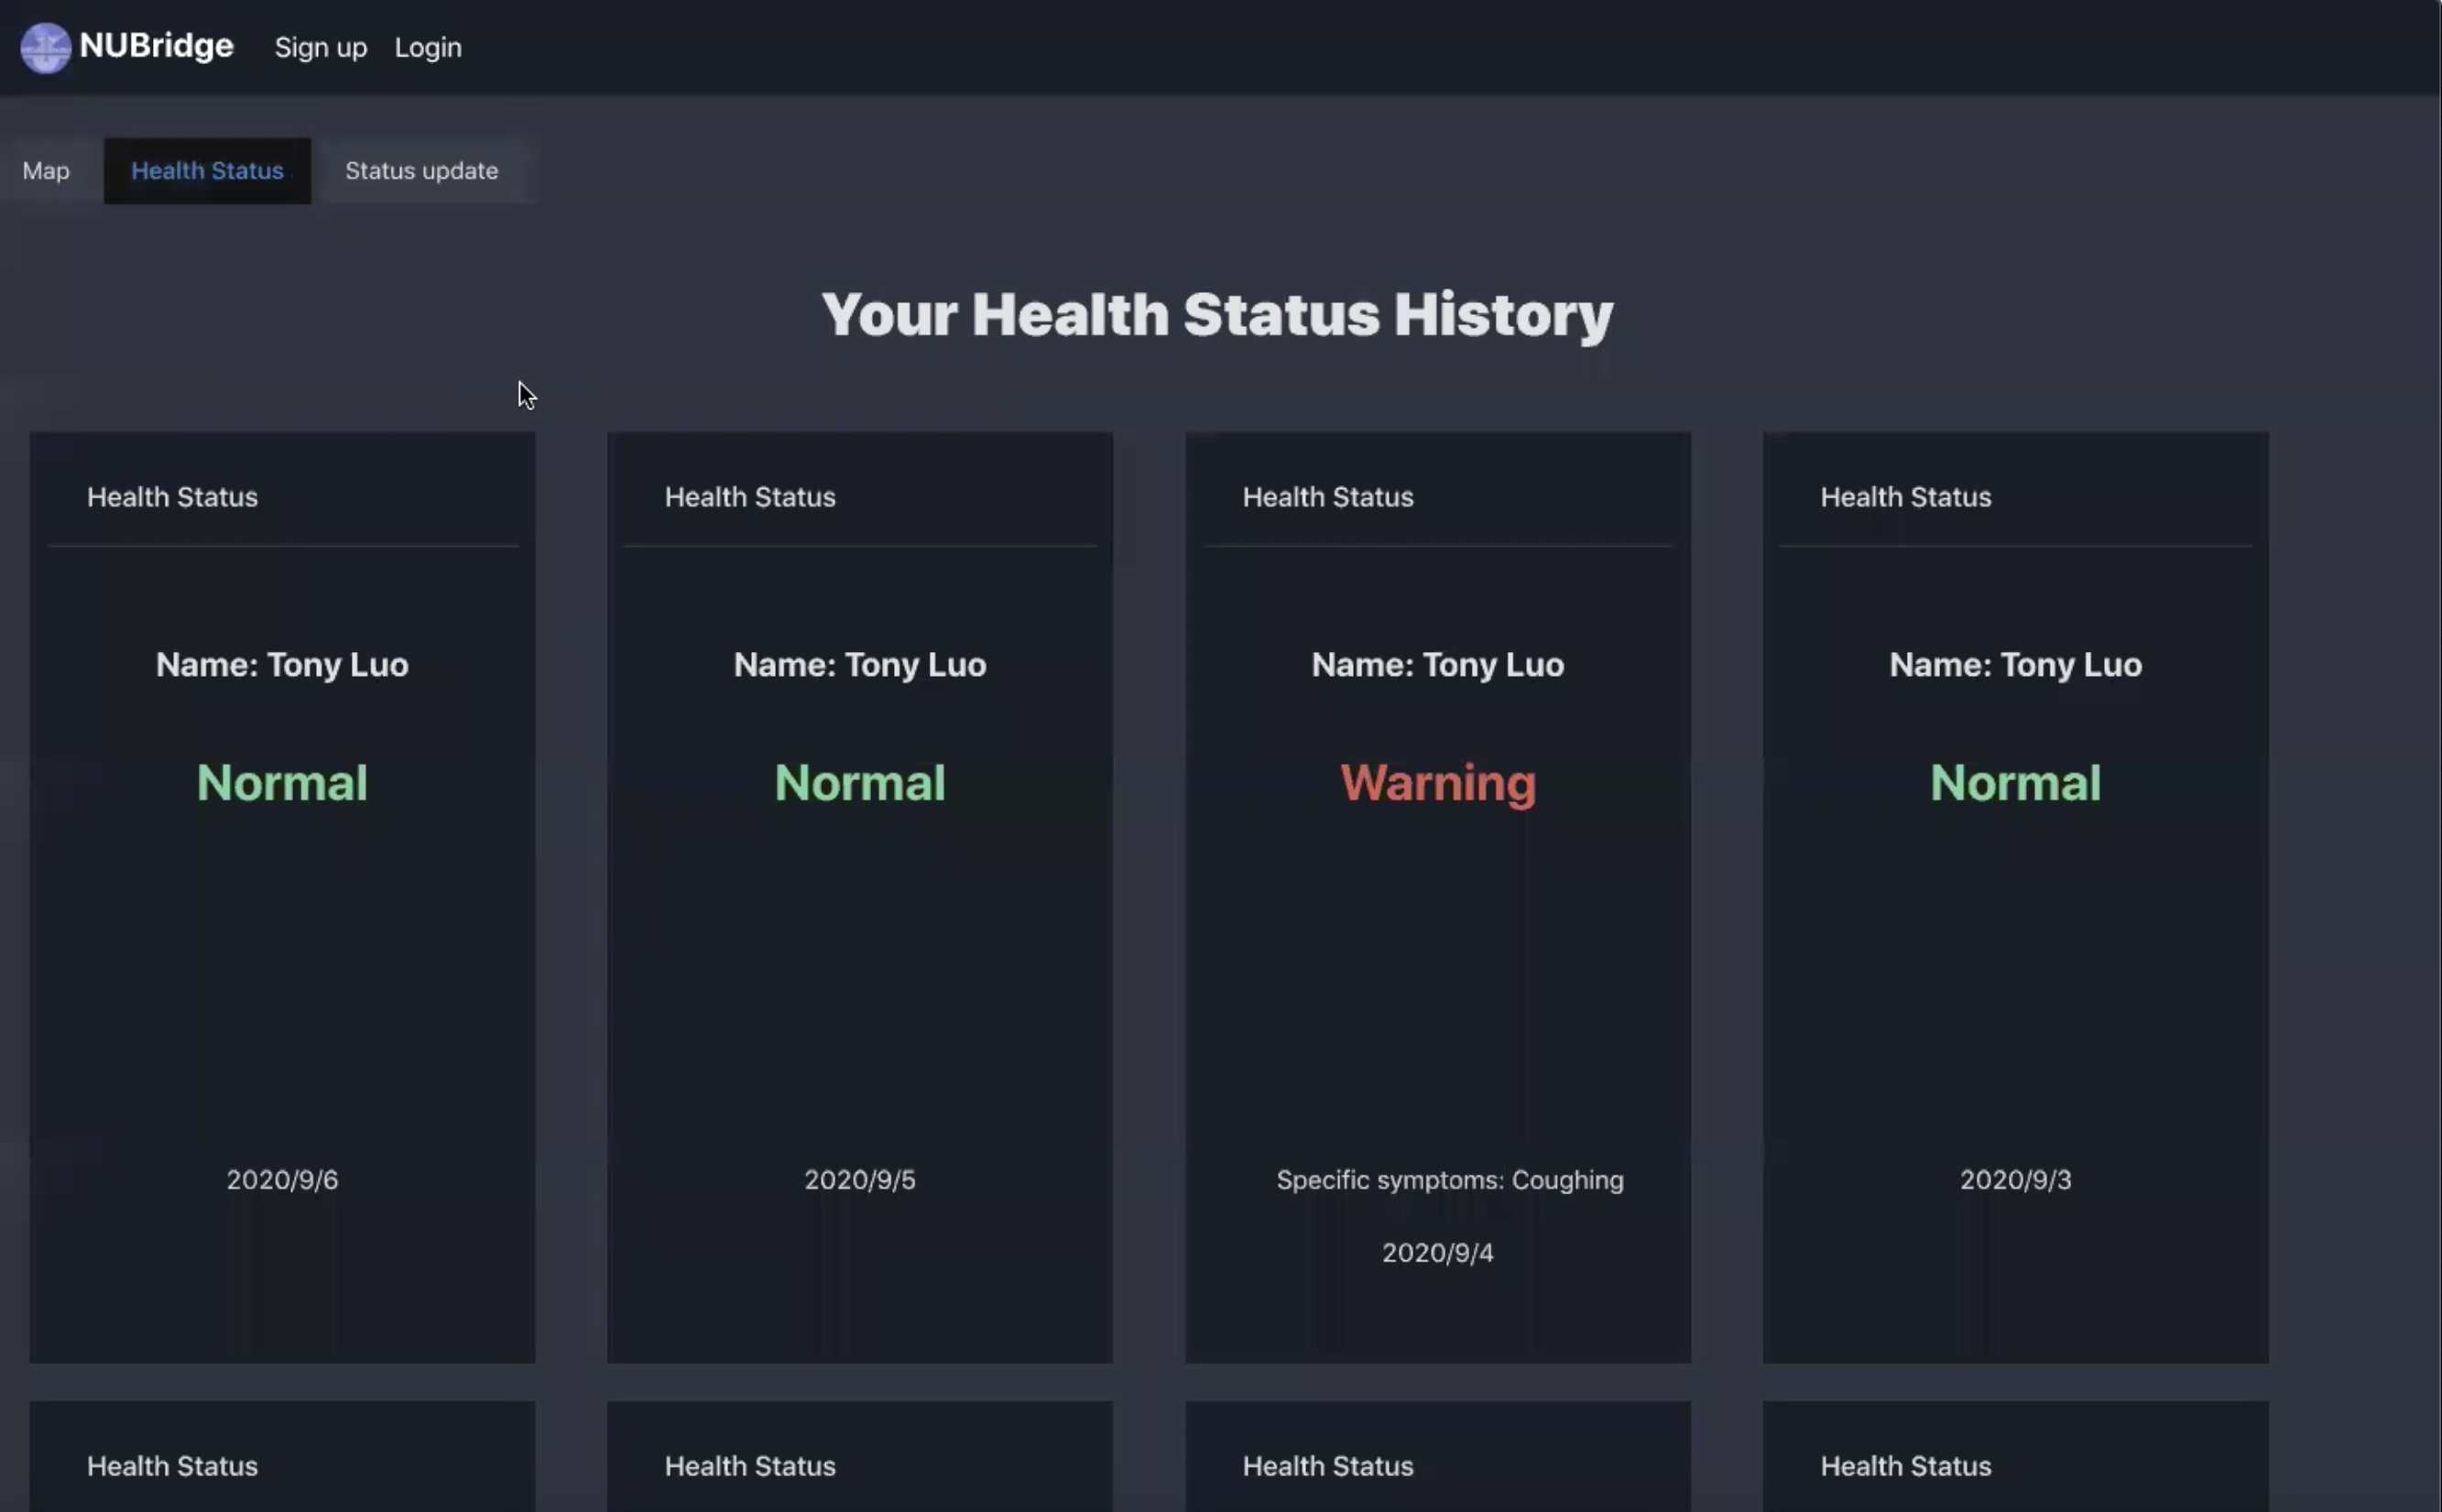 NUBridge Sign up Login
Map Health Status Status update
Your Health Status History
Health Status
Name: Tony Luo
Normal
2020/9/6
Health Status
Name: Tony Luo
Normal
2020/9/5
Health Status
Name: Tony Luo
Warning
Specific symptoms: Coughing
2020/9/4
Health Status
Name: Tony Luo
Normal
2020/9/3
Health Status
Health Status
Health Status
Health Status